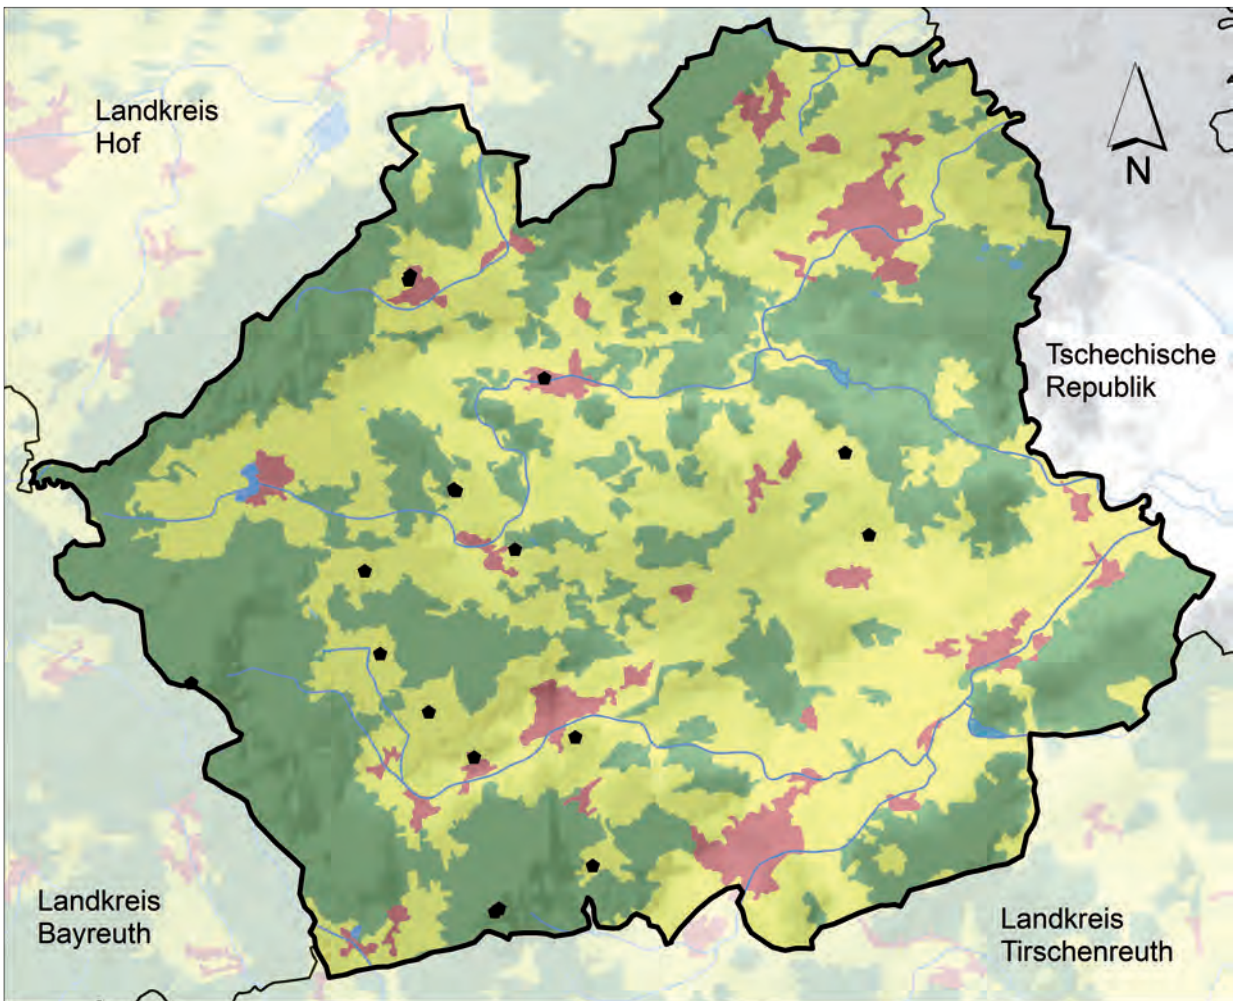 Landkreis
Hof
N
Tschechische
Republik
Landkreis
Bayreuth
Landkreis
Tirschenreuth